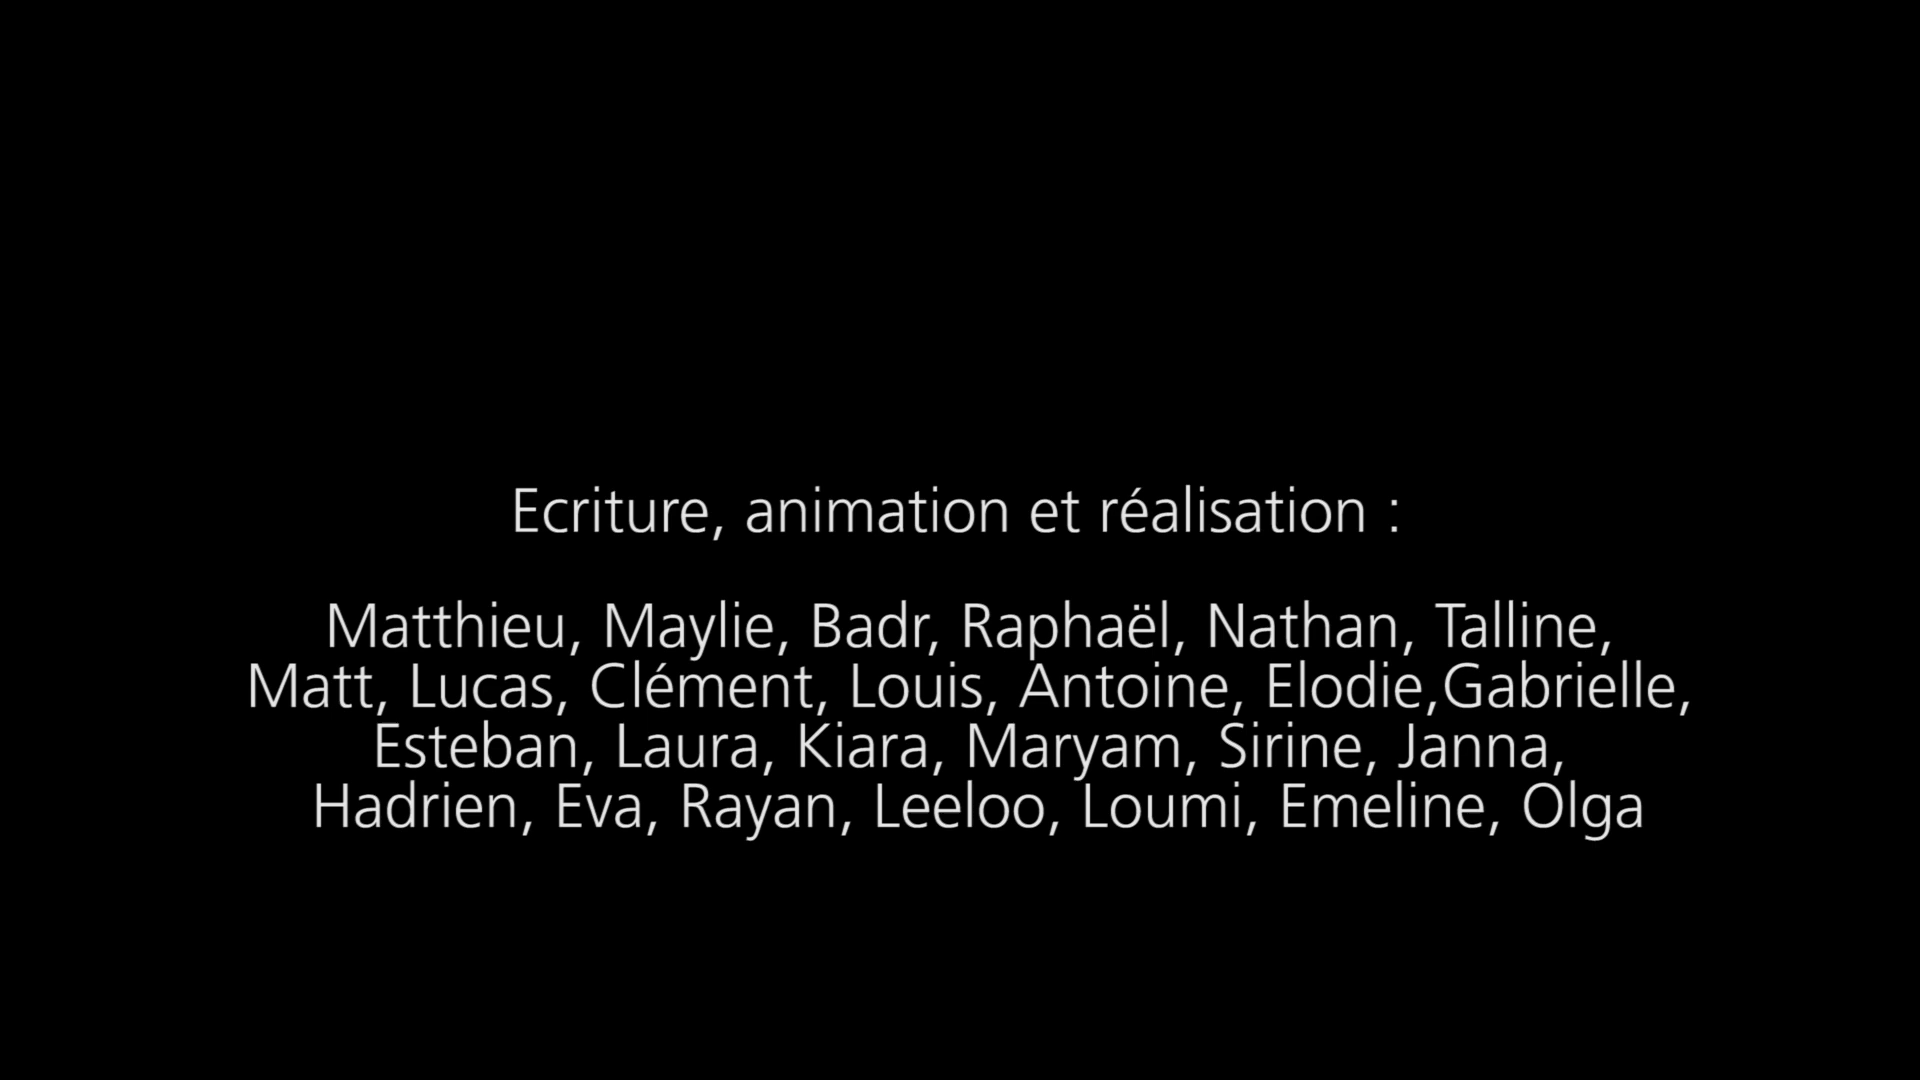 Ecriture, animation et réalisation :
Matthieu, Maylie, Badr, Raphaël, Nathan, Talline,
Matt, Lucas, Clément, Louis, Antoine, Elodie,Gabrielle,
Esteban, Laura, Kiara, Maryam, Sirine, Janna,
Hadrien, Eva, Rayan, Leeloo, Loumi, Emeline, Olga